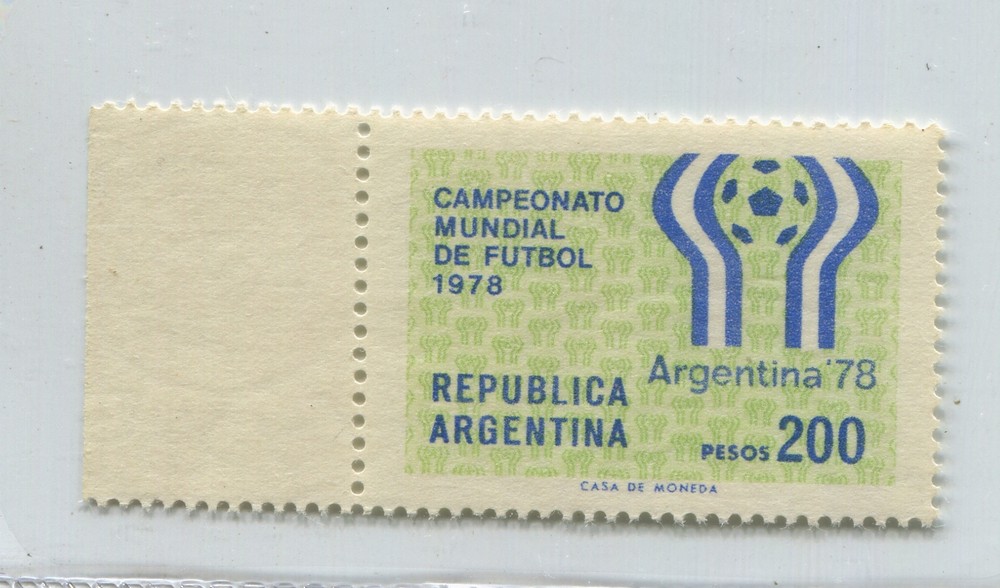 CAMPEONATO
MUNDIAL
DE FUTBOL
1978
Argentina '78
REPUBLICA
ARGENTINA
PESOS 200
CASA DE MONEDA